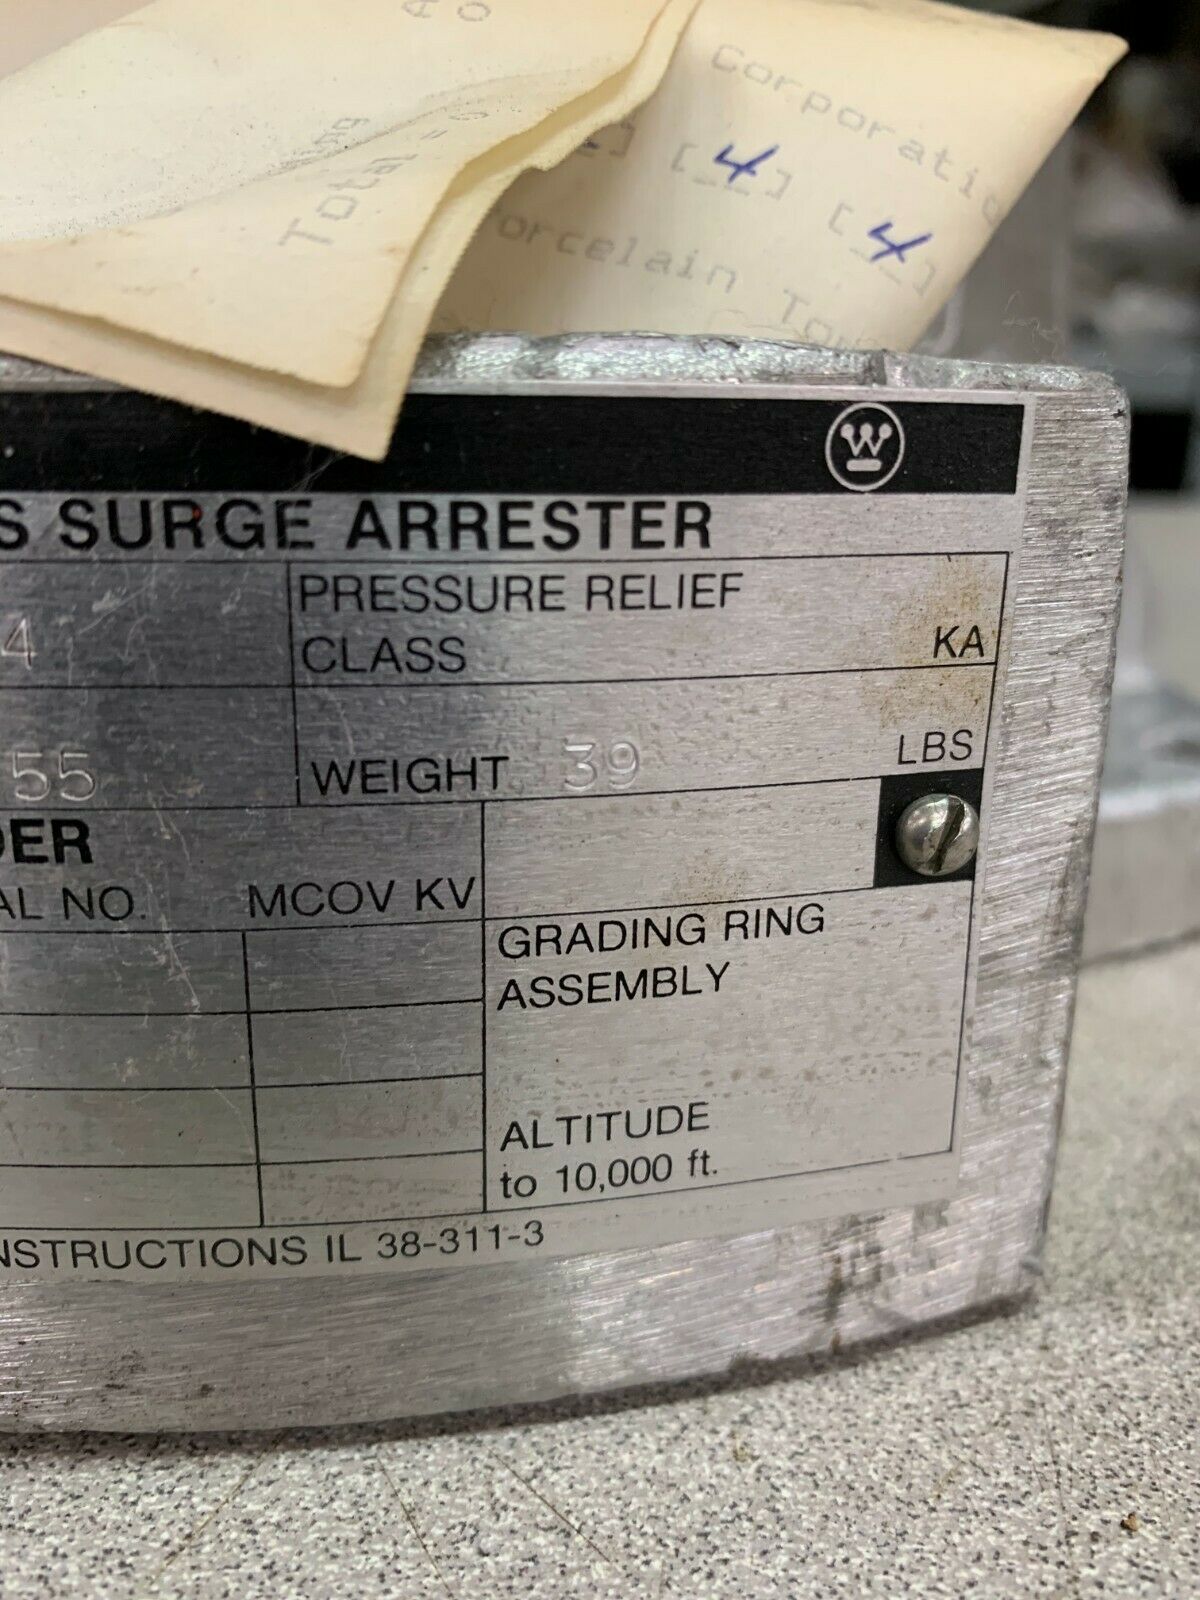 Corporatio
[4] [4]
orcelain
Total =
W
S SURGE ARRESTER
4
PRESSURE RELIEF
CLASS KA
55
WEIGHT 39 LBS
DER
AL NO. MCOV KV
GRADING RING
ASSEMBLY
ALTITUDE
to 10,000 ft.
NSTRUCTIONS IL 38-311-3